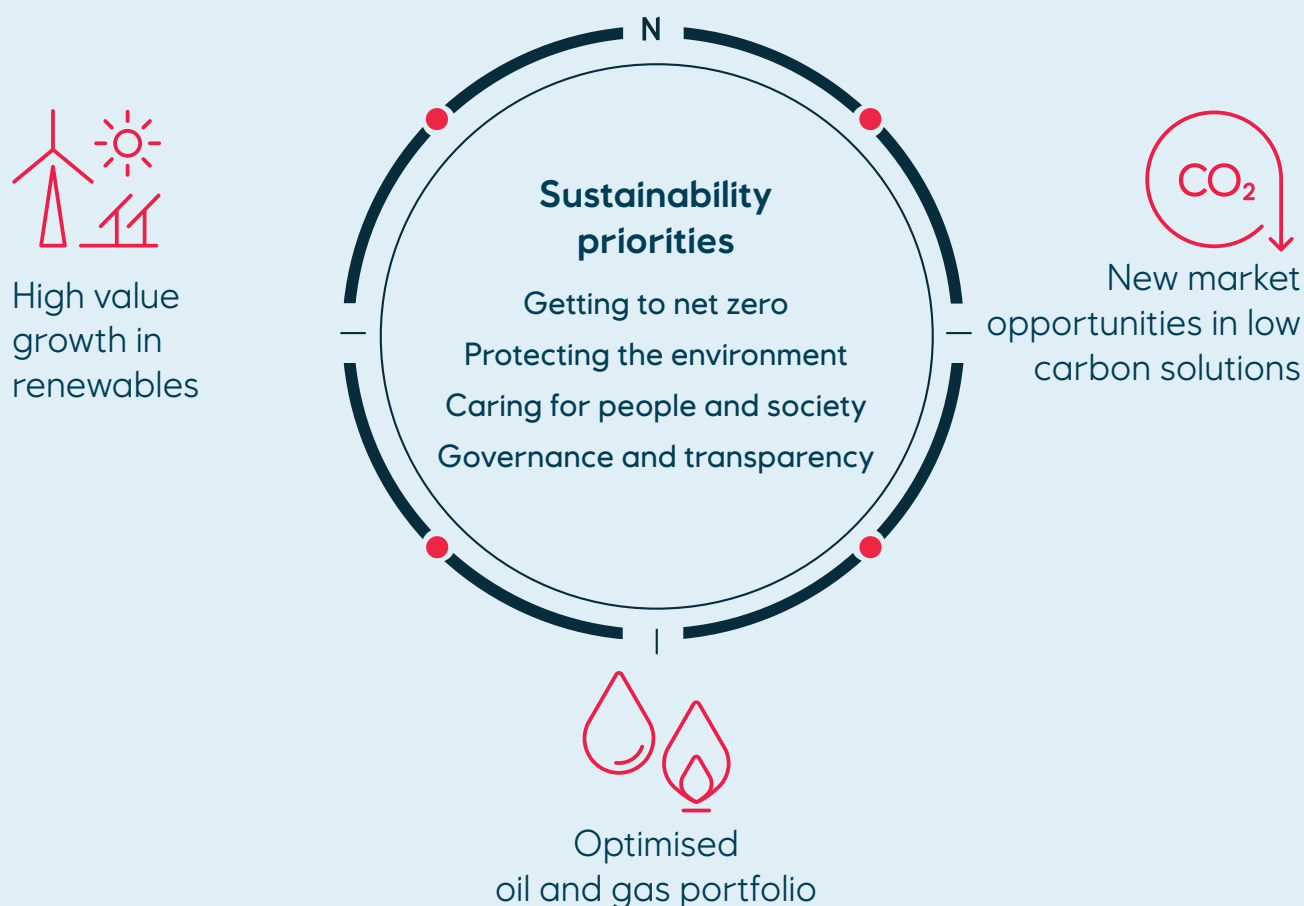 N
Sustainability
priorities
Getting to net zero
Protecting the environment
Caring for people and society
Governance and transparency
High value
growth in
renewables
CO₂
New market
opportunities in low
carbon solutions
Optimised
oil and gas portfolio